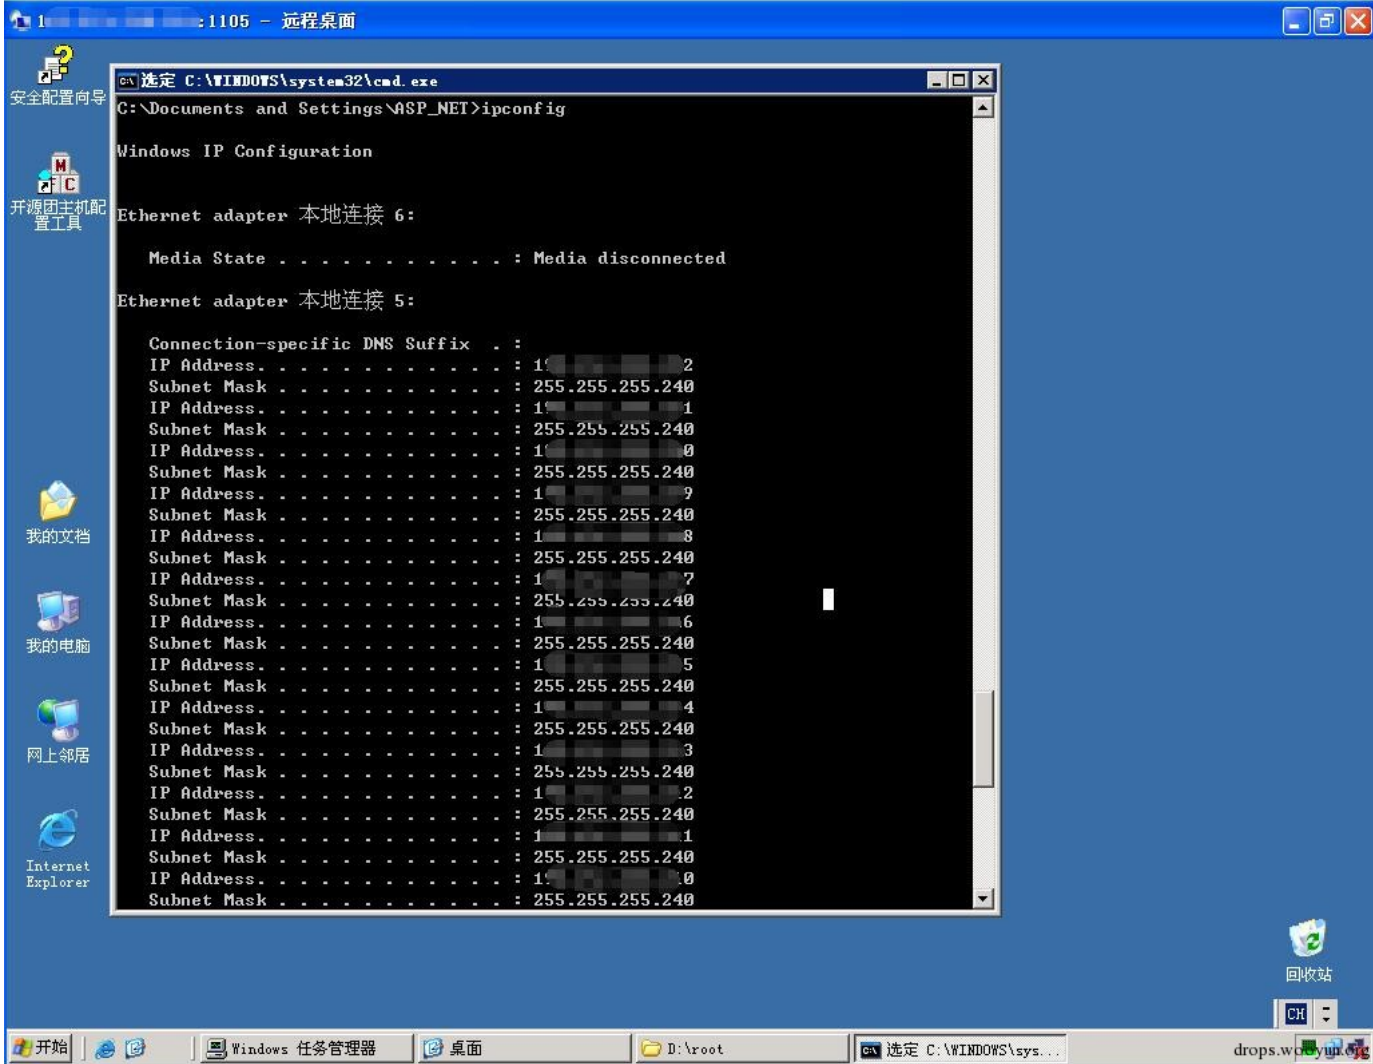 :1105 - 远程桌面
安全配置向导
开源团主机配
置工具
我的文档
我的电脑
网上邻居
Internet
Explorer
选定 C:\WINDOWS\system32\cmd.exe
C:\Documents and Settings\ASP_NET>ipconfig
Windows IP Configuration
Ethernet adapter 本地连接 6:
Media State . . . . . . . . . . . : Media disconnected
Ethernet adapter 本地连接 5:
Connection-specific DNS Suffix  . :
IP Address. . . . . . . . . . . . :
Subnet Mask . . . . . . . . . . . : 255.255.255.240
IP Address. . . . . . . . . . . . :
Subnet Mask . . . . . . . . . . . : 255.255.255.240
IP Address. . . . . . . . . . . . :
Subnet Mask . . . . . . . . . . . : 255.255.255.240
IP Address. . . . . . . . . . . . :
Subnet Mask . . . . . . . . . . . : 255.255.255.240
IP Address. . . . . . . . . . . . :
Subnet Mask . . . . . . . . . . . : 255.255.255.240
IP Address. . . . . . . . . . . . :
Subnet Mask . . . . . . . . . . . : 255.255.255.240
IP Address. . . . . . . . . . . . :
Subnet Mask . . . . . . . . . . . : 255.255.255.240
IP Address. . . . . . . . . . . . :
Subnet Mask . . . . . . . . . . . : 255.255.255.240
IP Address. . . . . . . . . . . . :
Subnet Mask . . . . . . . . . . . : 255.255.255.240
IP Address. . . . . . . . . . . . :
Subnet Mask . . . . . . . . . . . : 255.255.255.240
IP Address. . . . . . . . . . . . :
Subnet Mask . . . . . . . . . . . : 255.255.255.240
IP Address. . . . . . . . . . . . :
Subnet Mask . . . . . . . . . . . : 255.255.255.240
IP Address. . . . . . . . . . . . :
Subnet Mask . . . . . . . . . . . : 255.255.255.240
回收站
CH
开始
Windows 任务管理器
桌面
D:\root
选定 C:\WINDOWS\sys...
drops.wooyun.org